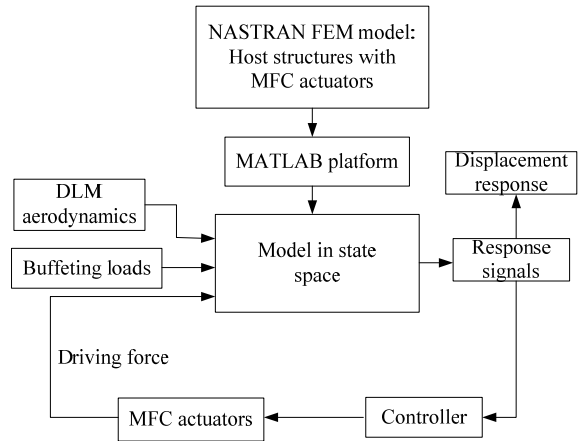 NASTRAN FEM model:
Host structures with
MFC actuators
MATLAB platform
Displacement
response
DLM
aerodynamics
Model in state
space
Response
signals
Buffeting loads
Driving force
MFC actuators
Controller